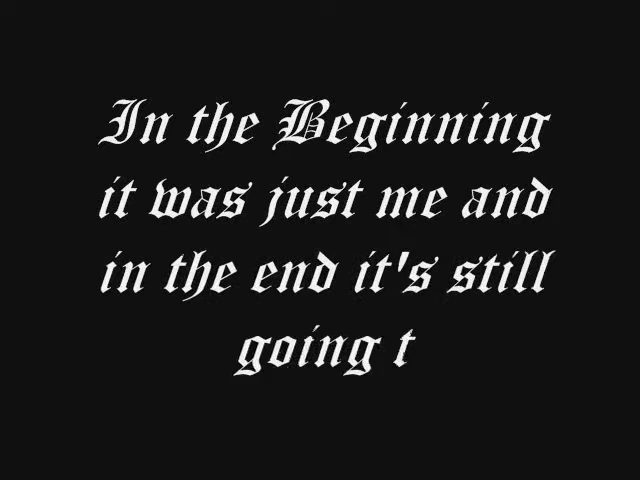 In the Beginning
it was just me and
in the end it's still
going t